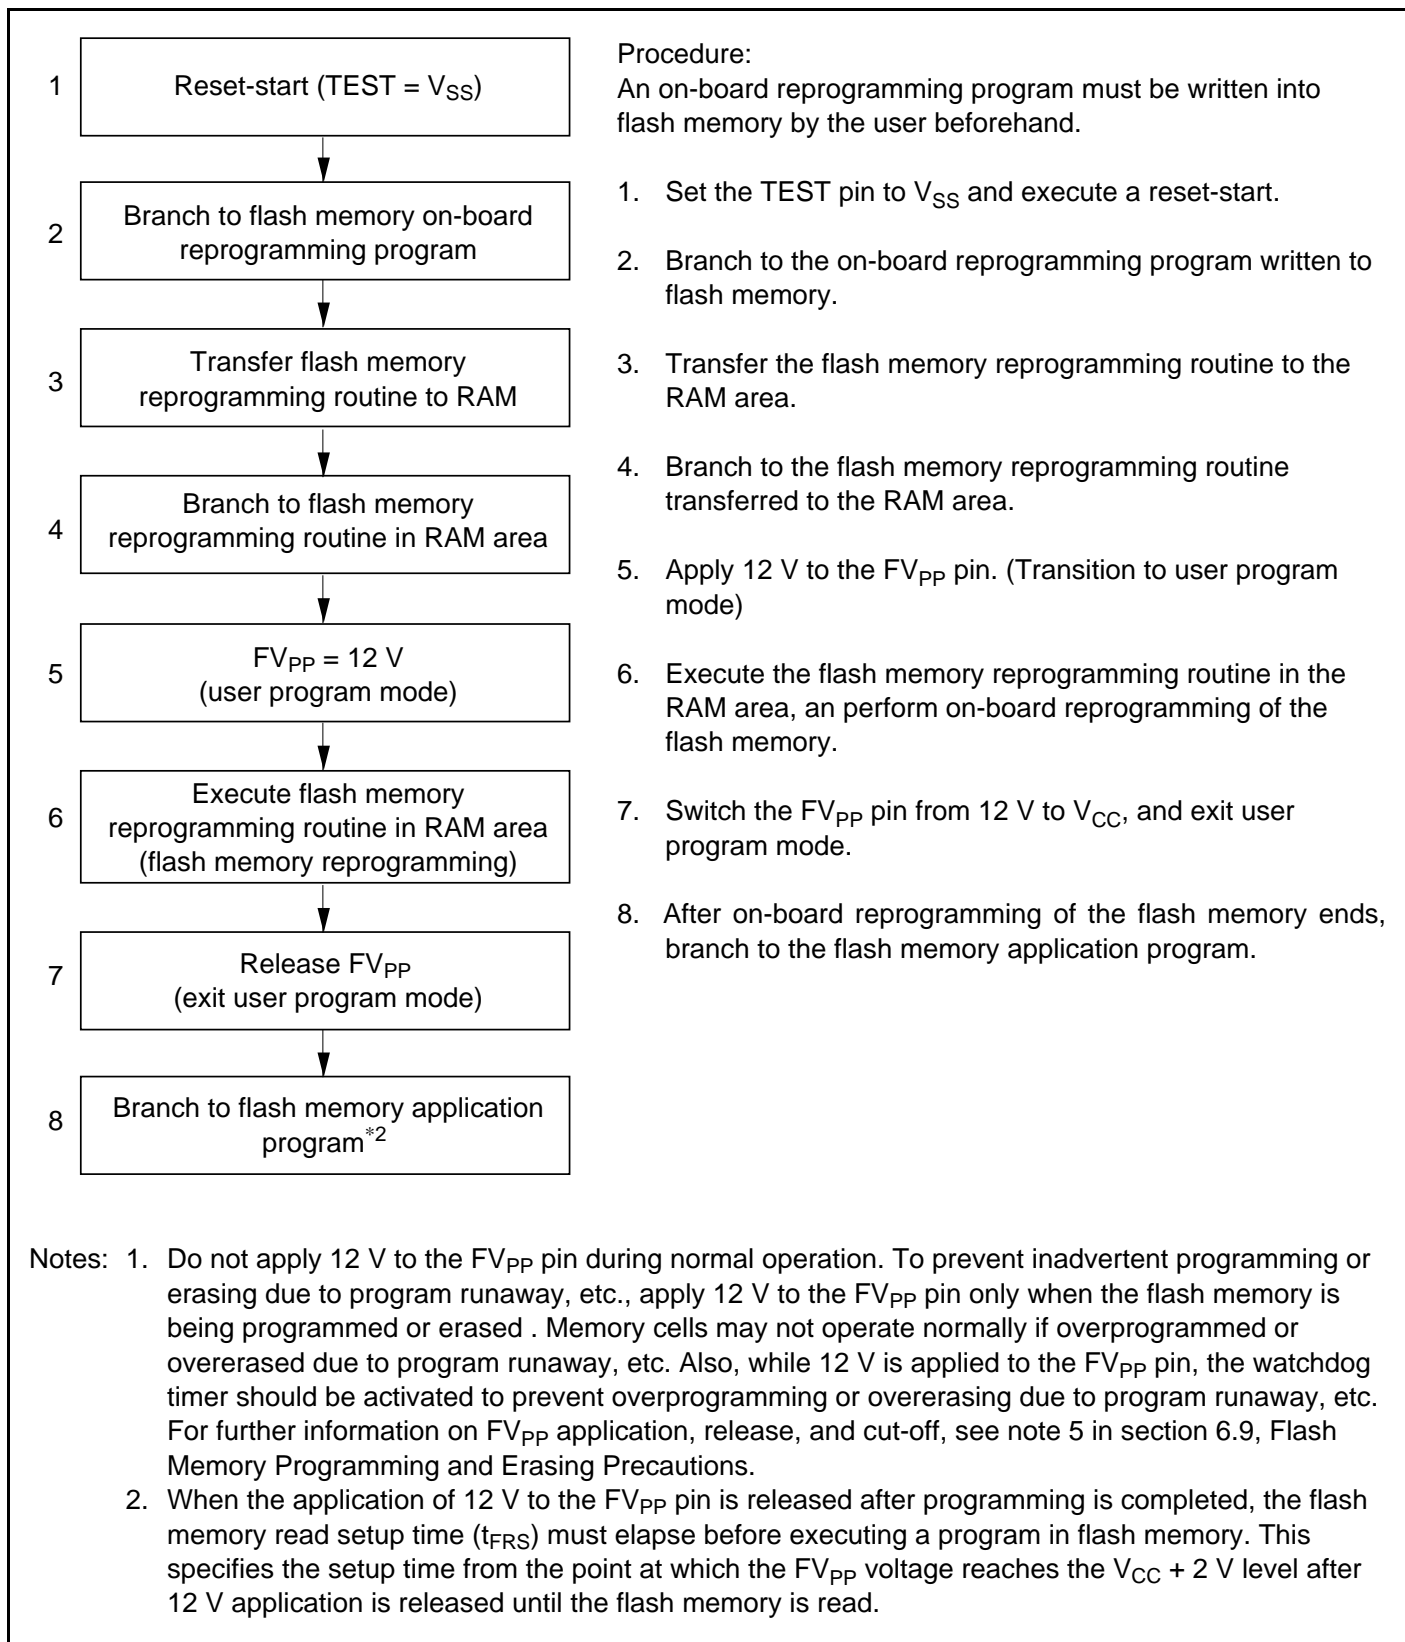 1
Reset-start (TEST = VSS)
2
Branch to flash memory on-board
reprogramming program
3
Transfer flash memory
reprogramming routine to RAM
4
Branch to flash memory
reprogramming routine in RAM area
5
FVPP = 12 V
(user program mode)
6
Execute flash memory
reprogramming routine in RAM area
(flash memory reprogramming)
7
Release FVPP
(exit user program mode)
8
Branch to flash memory application
program*2
Procedure:
An on-board reprogramming program must be written into
flash memory by the user beforehand.
1. Set the TEST pin to VSS and execute a reset-start.
2. Branch to the on-board reprogramming program written to
flash memory.
3. Transfer the flash memory reprogramming routine to the
RAM area.
4. Branch to the flash memory reprogramming routine
transferred to the RAM area.
5. Apply 12 V to the FVPP pin. (Transition to user program
mode)
6. Execute the flash memory reprogramming routine in the
RAM area, an perform on-board reprogramming of the
flash memory.
7. Switch the FVPP pin from 12 V to VCC, and exit user
program mode.
8. After on-board reprogramming of the flash memory ends,
branch to the flash memory application program.
Notes: 1. Do not apply 12 V to the FVPP pin during normal operation. To prevent inadvertent programming or
erasing due to program runaway, etc., apply 12 V to the FVPP pin only when the flash memory is
being programmed or erased . Memory cells may not operate normally if overprogrammed or
overerased due to program runaway, etc. Also, while 12 V is applied to the FVPP pin, the watchdog
timer should be activated to prevent overprogramming or overerasing due to program runaway, etc.
For further information on FVPP application, release, and cut-off, see note 5 in section 6.9, Flash
Memory Programming and Erasing Precautions.
2. When the application of 12 V to the FVPP pin is released after programming is completed, the flash
memory read setup time (tFRS) must elapse before executing a program in flash memory. This
specifies the setup time from the point at which the FVPP voltage reaches the VCC + 2 V level after
12 V application is released until the flash memory is read.